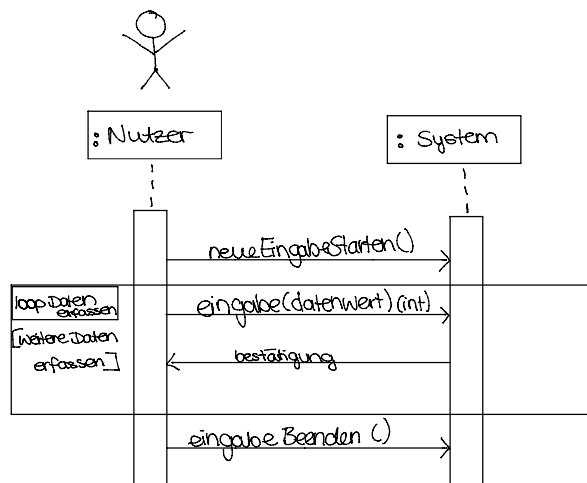 : Nutzer
: System
neueEingabeStarten()
loop Daten
erfassen
eingabe(datenwert)(int)
[weitere Daten
erfassen]
bestätigung
eingabe Beenden ()